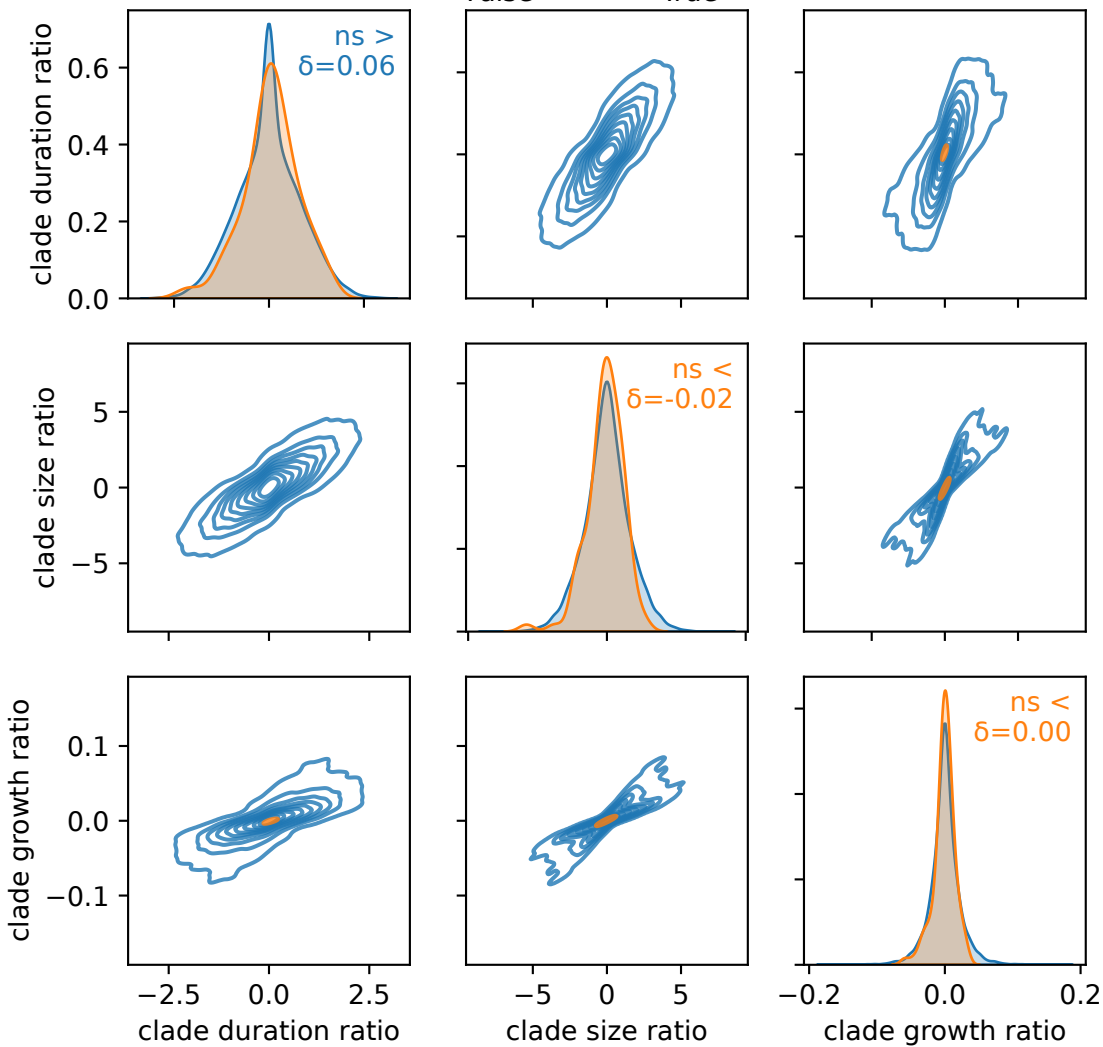 clade duration ratio
0.6
0.4
0.2
0.0
ns >
δ=0.06
clade size ratio
5
0
−5
ns <
δ=-0.02
clade growth ratio
0.1
0.0
−0.1
ns <
δ=0.00
−2.5 0.0 2.5
−5 0 5
−0.2 0.0 0.2
clade duration ratio
clade size ratio
clade growth ratio